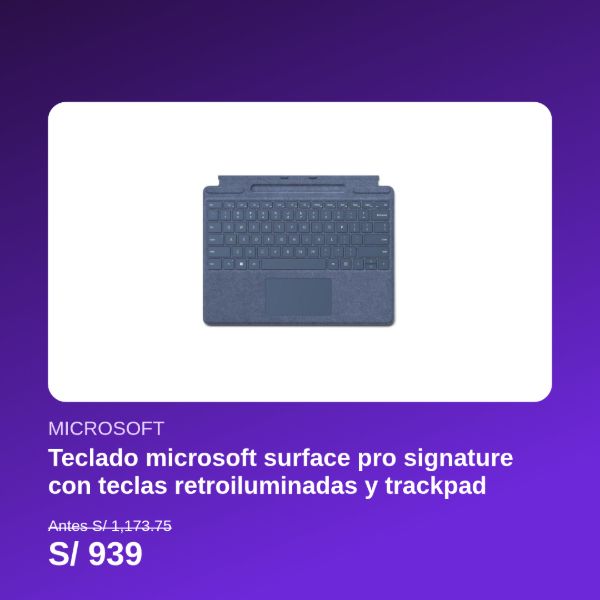 MICROSOFT
Teclado microsoft surface pro signature
con teclas retroiluminadas y trackpad
Antes S/ 1,173.75
S/ 939